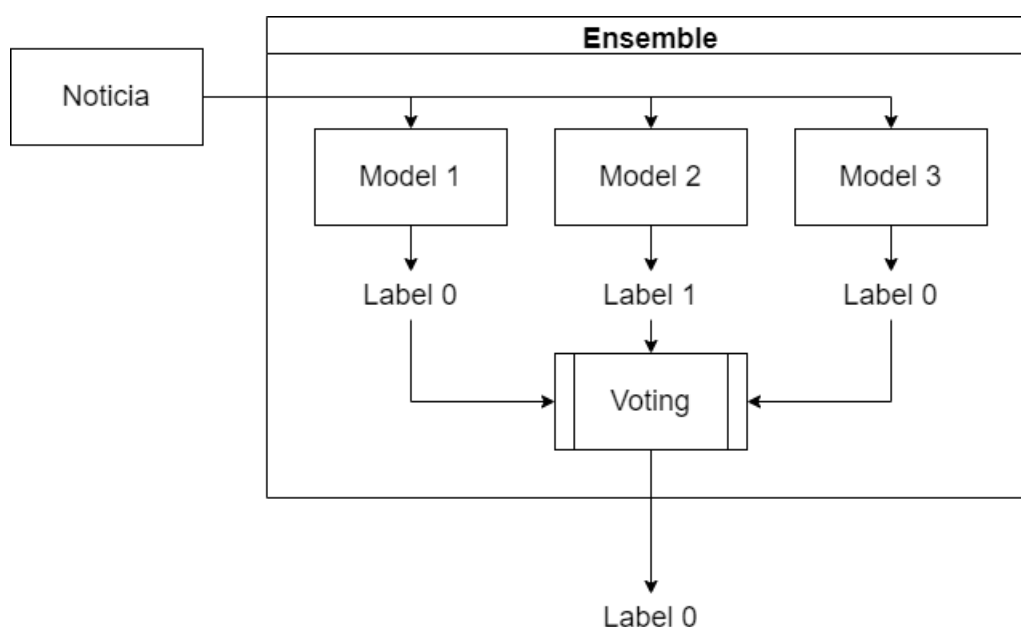 Ensemble
Noticia
Model 1
Model 2
Model 3
Label 0
Label 1
Label 0
Voting
Label 0